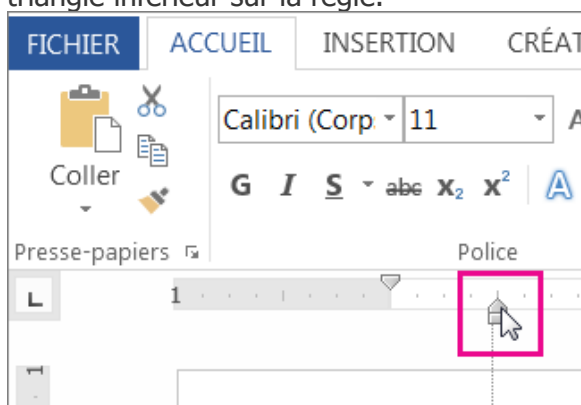 triangle inférieur sur la règle.
FICHIER ACCUEIL INSERTION CRÉAT
Calibri (Corp 11 A
Coller
G I S abc X₂ X² A
Presse-papiers Police
L 1
1